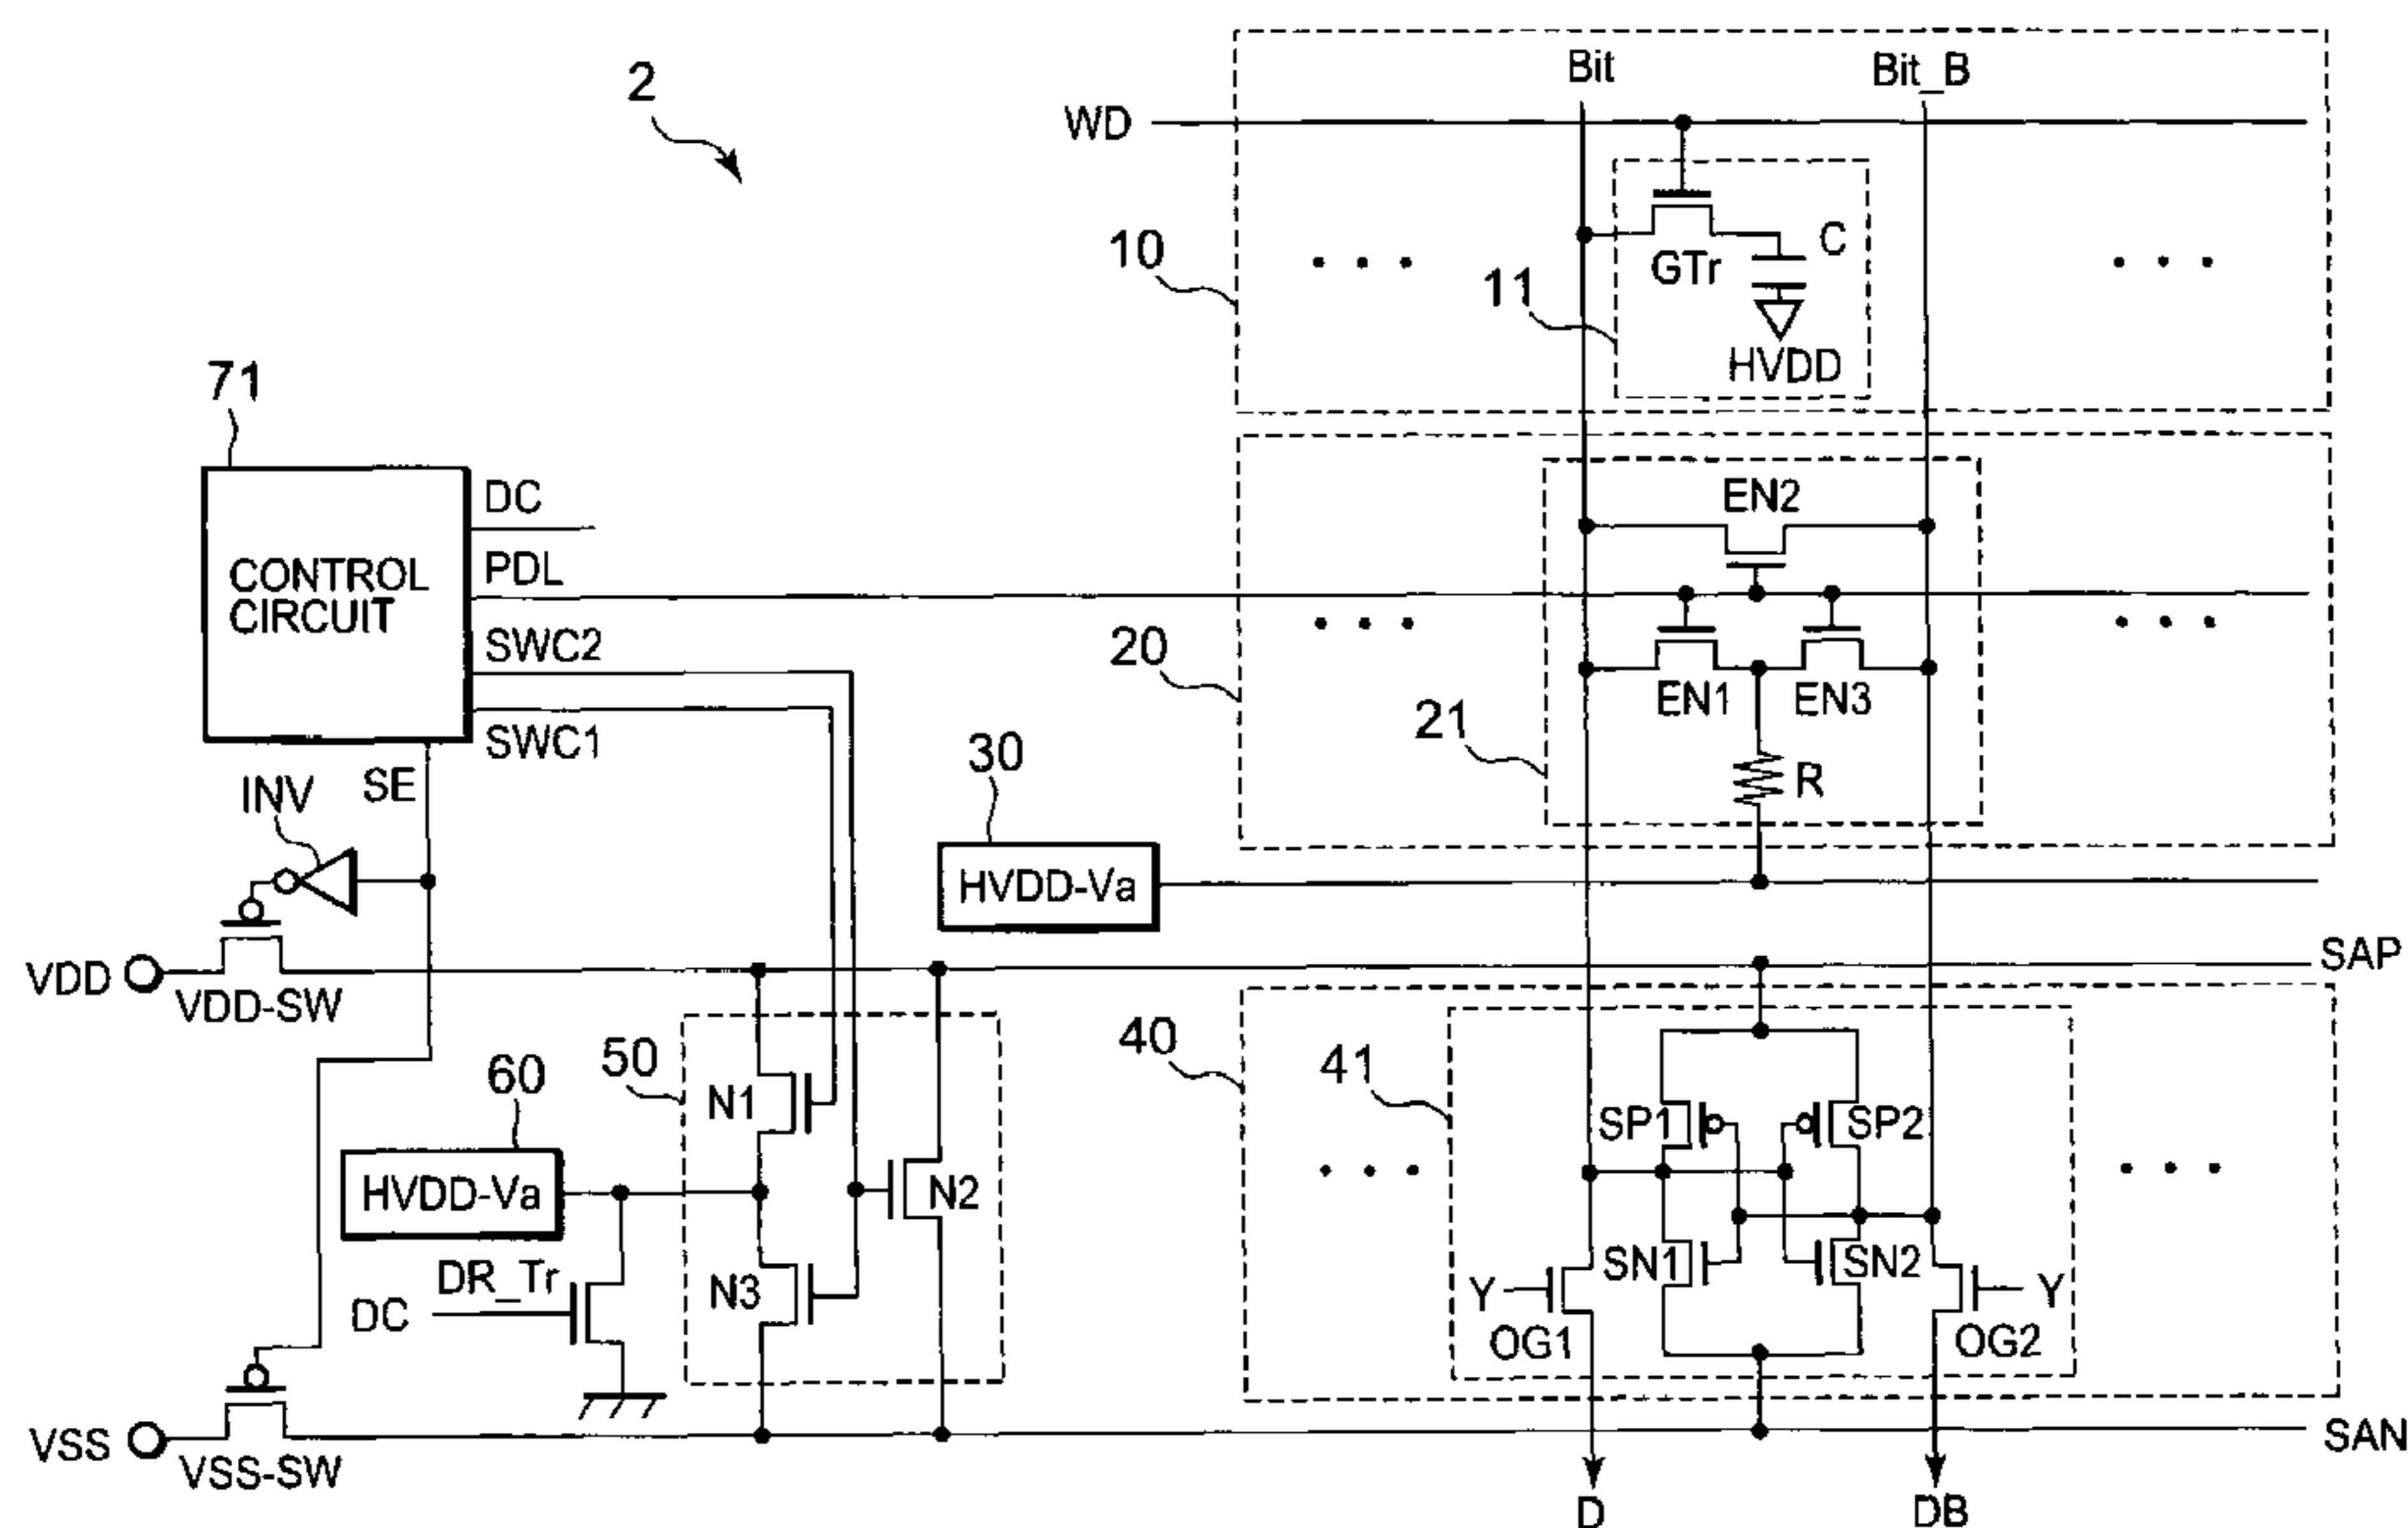 2
Bit
Bit_B
WD
10
11
GTr
C
HVDD
71
CONTROL
CIRCUIT
DC
PDL
SWC2
SWC1
SE
INV
20
21
EN2
EN1
EN3
R
30
HVDD-Va
VDD
VDD-SW
SAP
40
41
50
60
HVDD-Va
N1
N2
N3
DR_Tr
DC
SP1
SP2
SN1
SN2
Y
OG1
Y
OG2
VSS
VSS-SW
SAN
D
DB